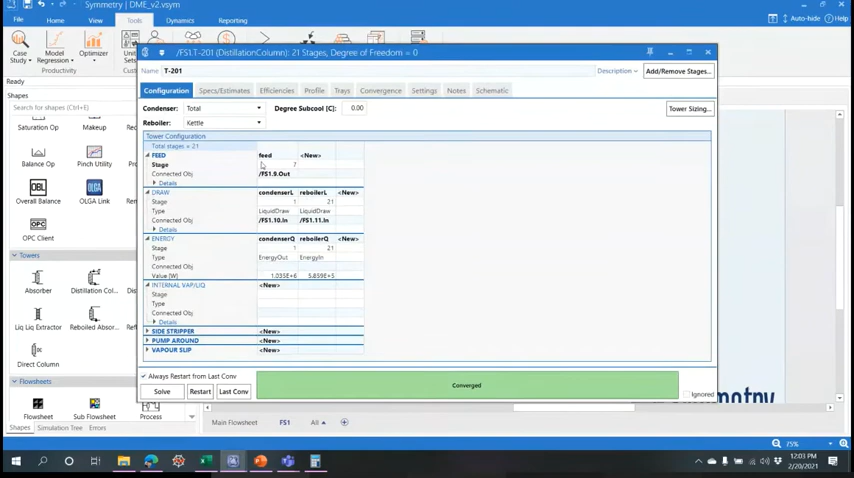 Symmetry | DME_v2.vsym
File Home View Tools Dynamics Reporting
Auto-hide Help
Case Study
Model Regression
Optimizer
Productivity
Ready
Shapes
Search for shapes (Ctrl+E)
Saturation Op Makeup
Balance Op Pinch Utility
OBL OLGA
Overall Balance OLGA Link
OPC
OPC Client
Towers
Absorber Distillation Col...
Liq Liq Extractor Reboiled Absor...
Direct Column
Flowsheets
Flowsheet Sub Flowsheet Process
Shapes Simulation Tree Errors
/FS1.T-201 (DistillationColumn): 21 Stages, Degree of Freedom = 0
Name T-201 Description Add/Remove Stages...
Configuration Specs/Estimates Efficiencies Profile Trays Convergence Settings Notes Schematic
Condenser: Total Degree Subcool [C]: 0.00 Tower Sizing...
Reboiler: Kettle
Tower Configuration
Total stages = 21
FEED feed <New>
Stage 7
Connected Obj /FS1.9.Out
Details
DRAW condenserL reboilerL <New>
Stage 1 21
Type LiquidDraw LiquidDraw
Connected Obj /FS1.10.In /FS1.11.In
Details
ENERGY condenserQ reboilerQ <New>
Stage 1 21
Type EnergyOut EnergyIn
Connected Obj
Value [W] 1.035E+6 5.859E+5
INTERNAL VAP/LIQ <New>
Stage
Type
Connected Obj
Details
SIDE STRIPPER <New>
PUMP AROUND <New>
VAPOUR SLIP <New>
Always Restart from Last Conv
Solve Restart Last Conv Converged Ignored
Main Flowsheet FS1 All
75%
12:03 PM
2/20/2021